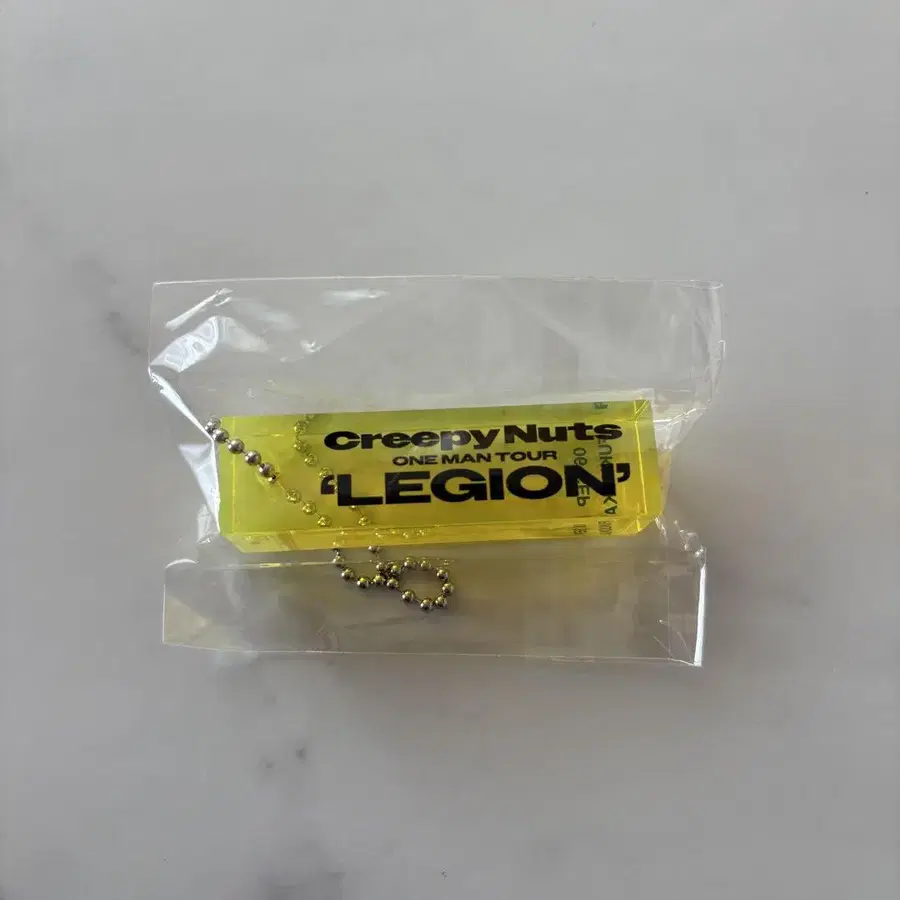 Creepy Nuts
ONE MAN TOUR
‘LEGION’